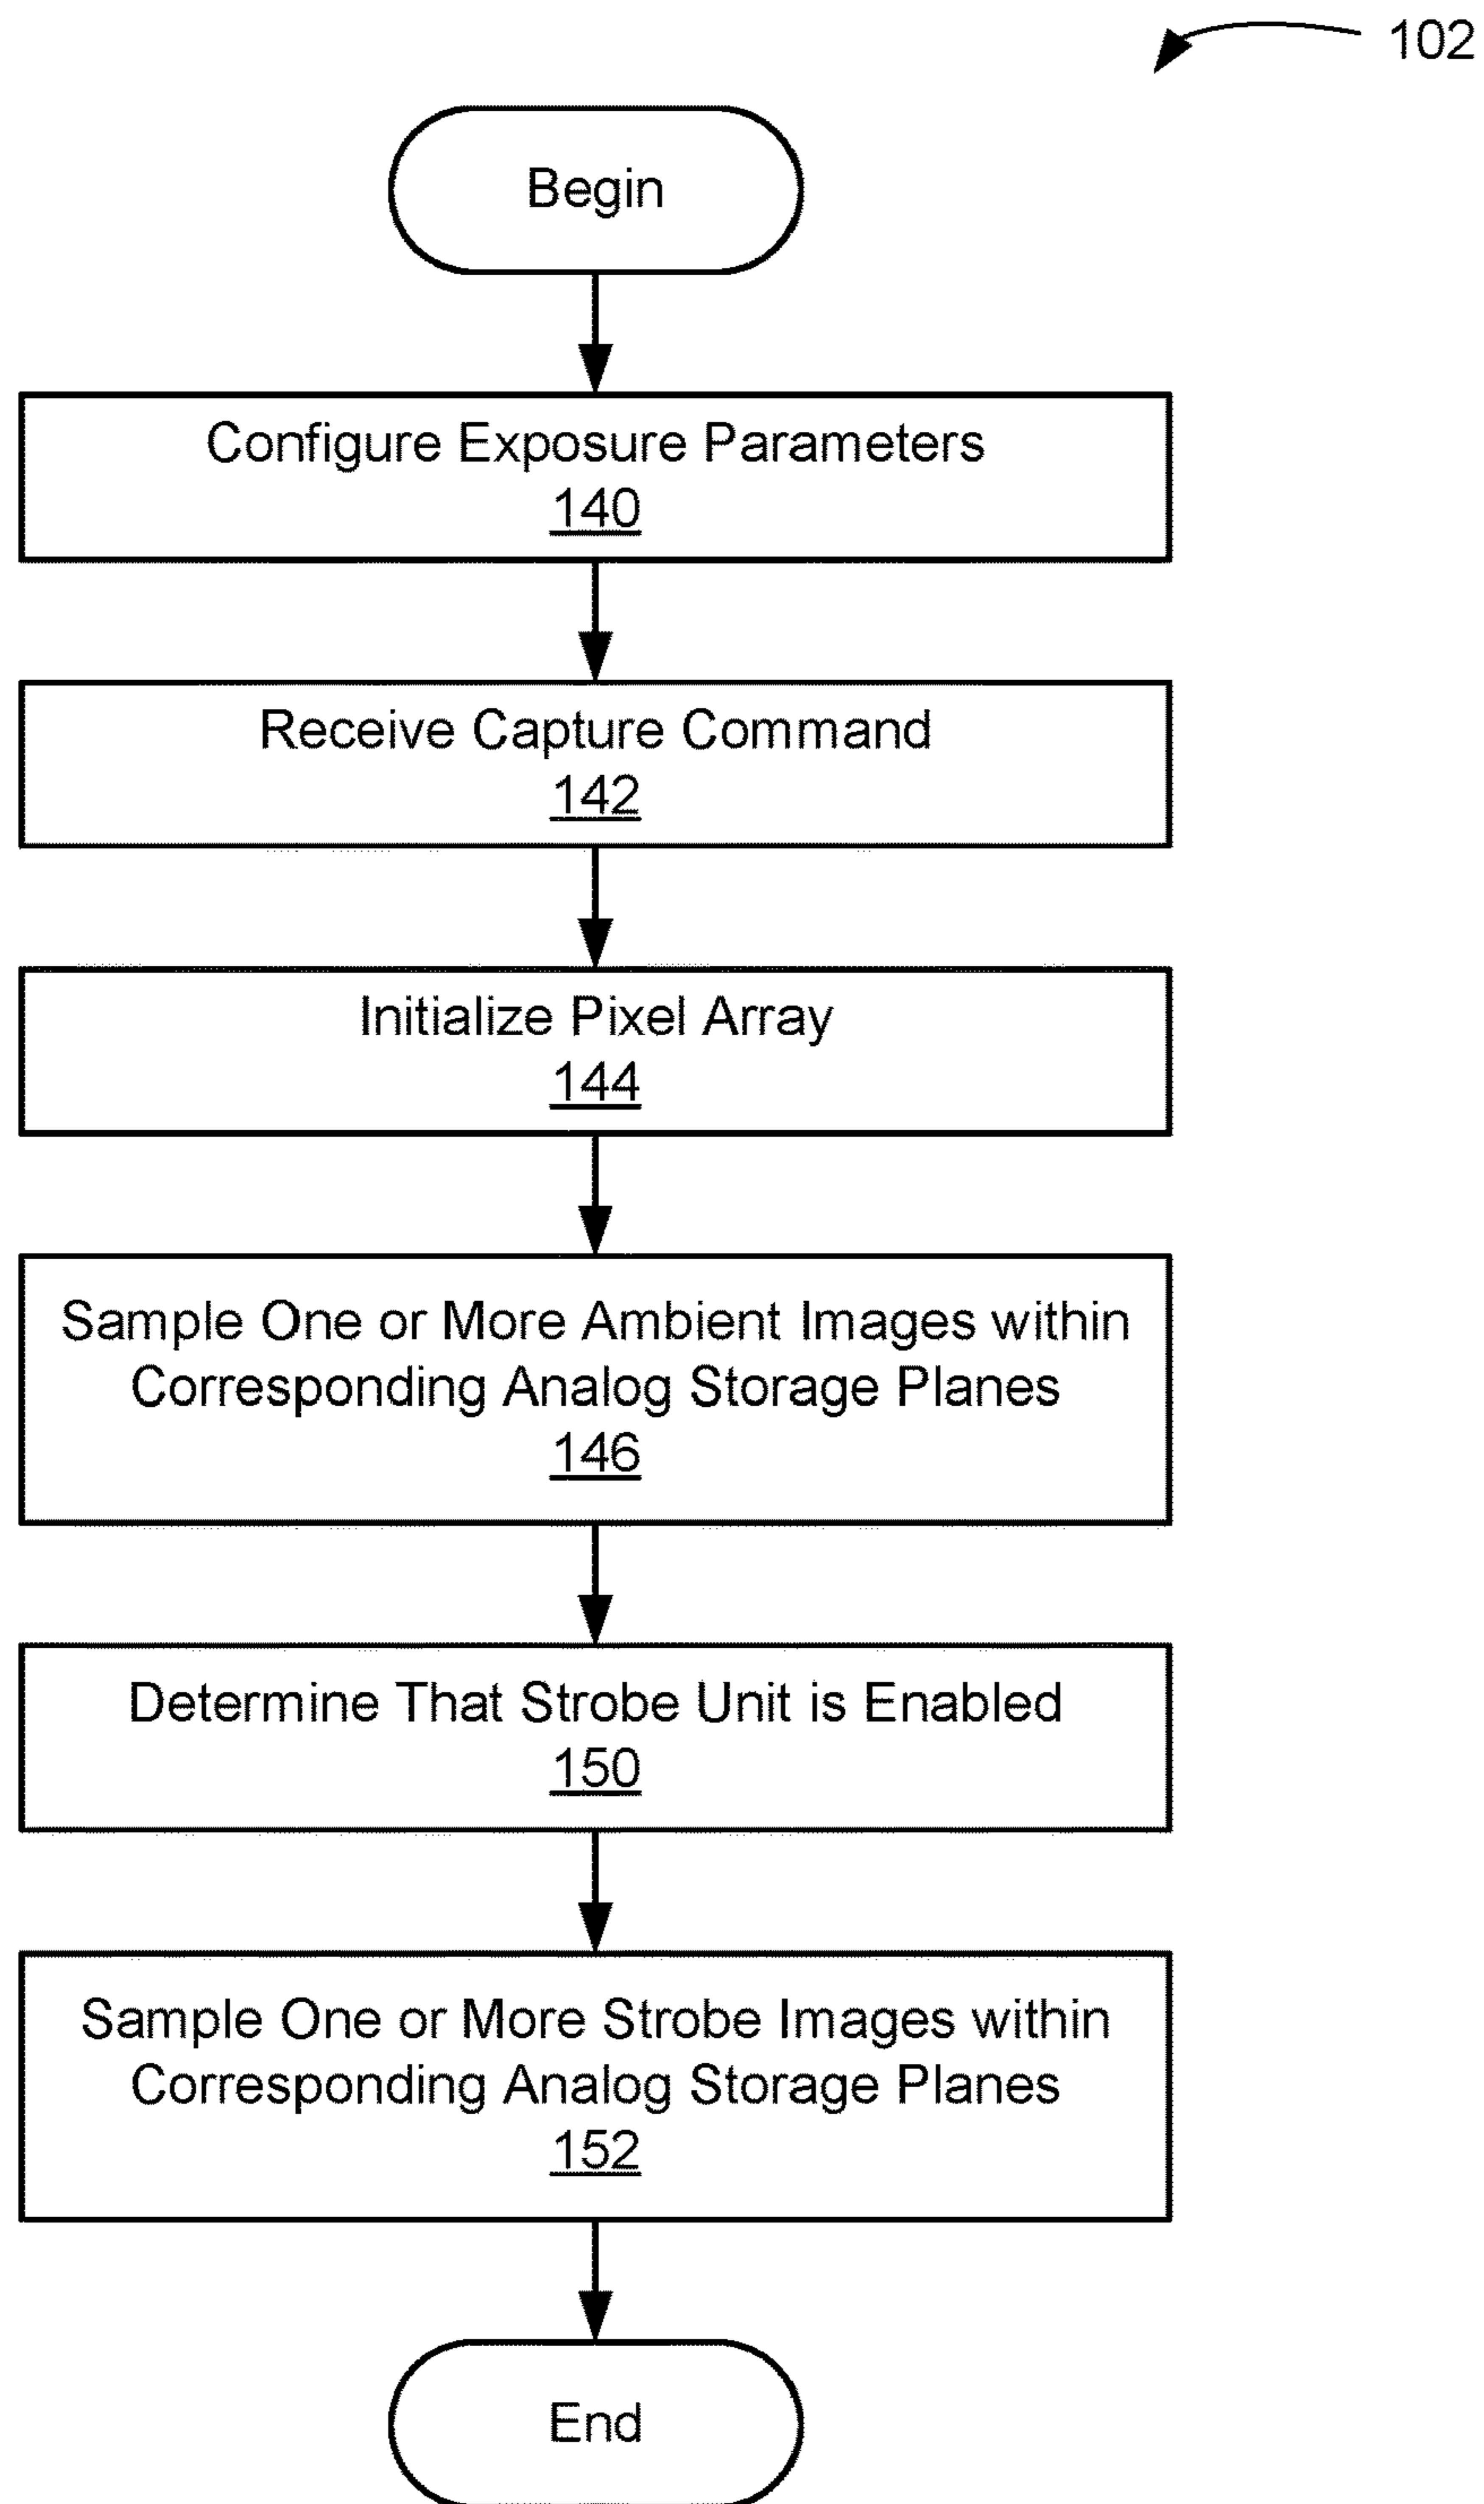 102
Begin
Configure Exposure Parameters
140
Receive Capture Command
142
Initialize Pixel Array
144
Sample One or More Ambient Images within
Corresponding Analog Storage Planes
146
Determine That Strobe Unit is Enabled
150
Sample One or More Strobe Images within
Corresponding Analog Storage Planes
152
End